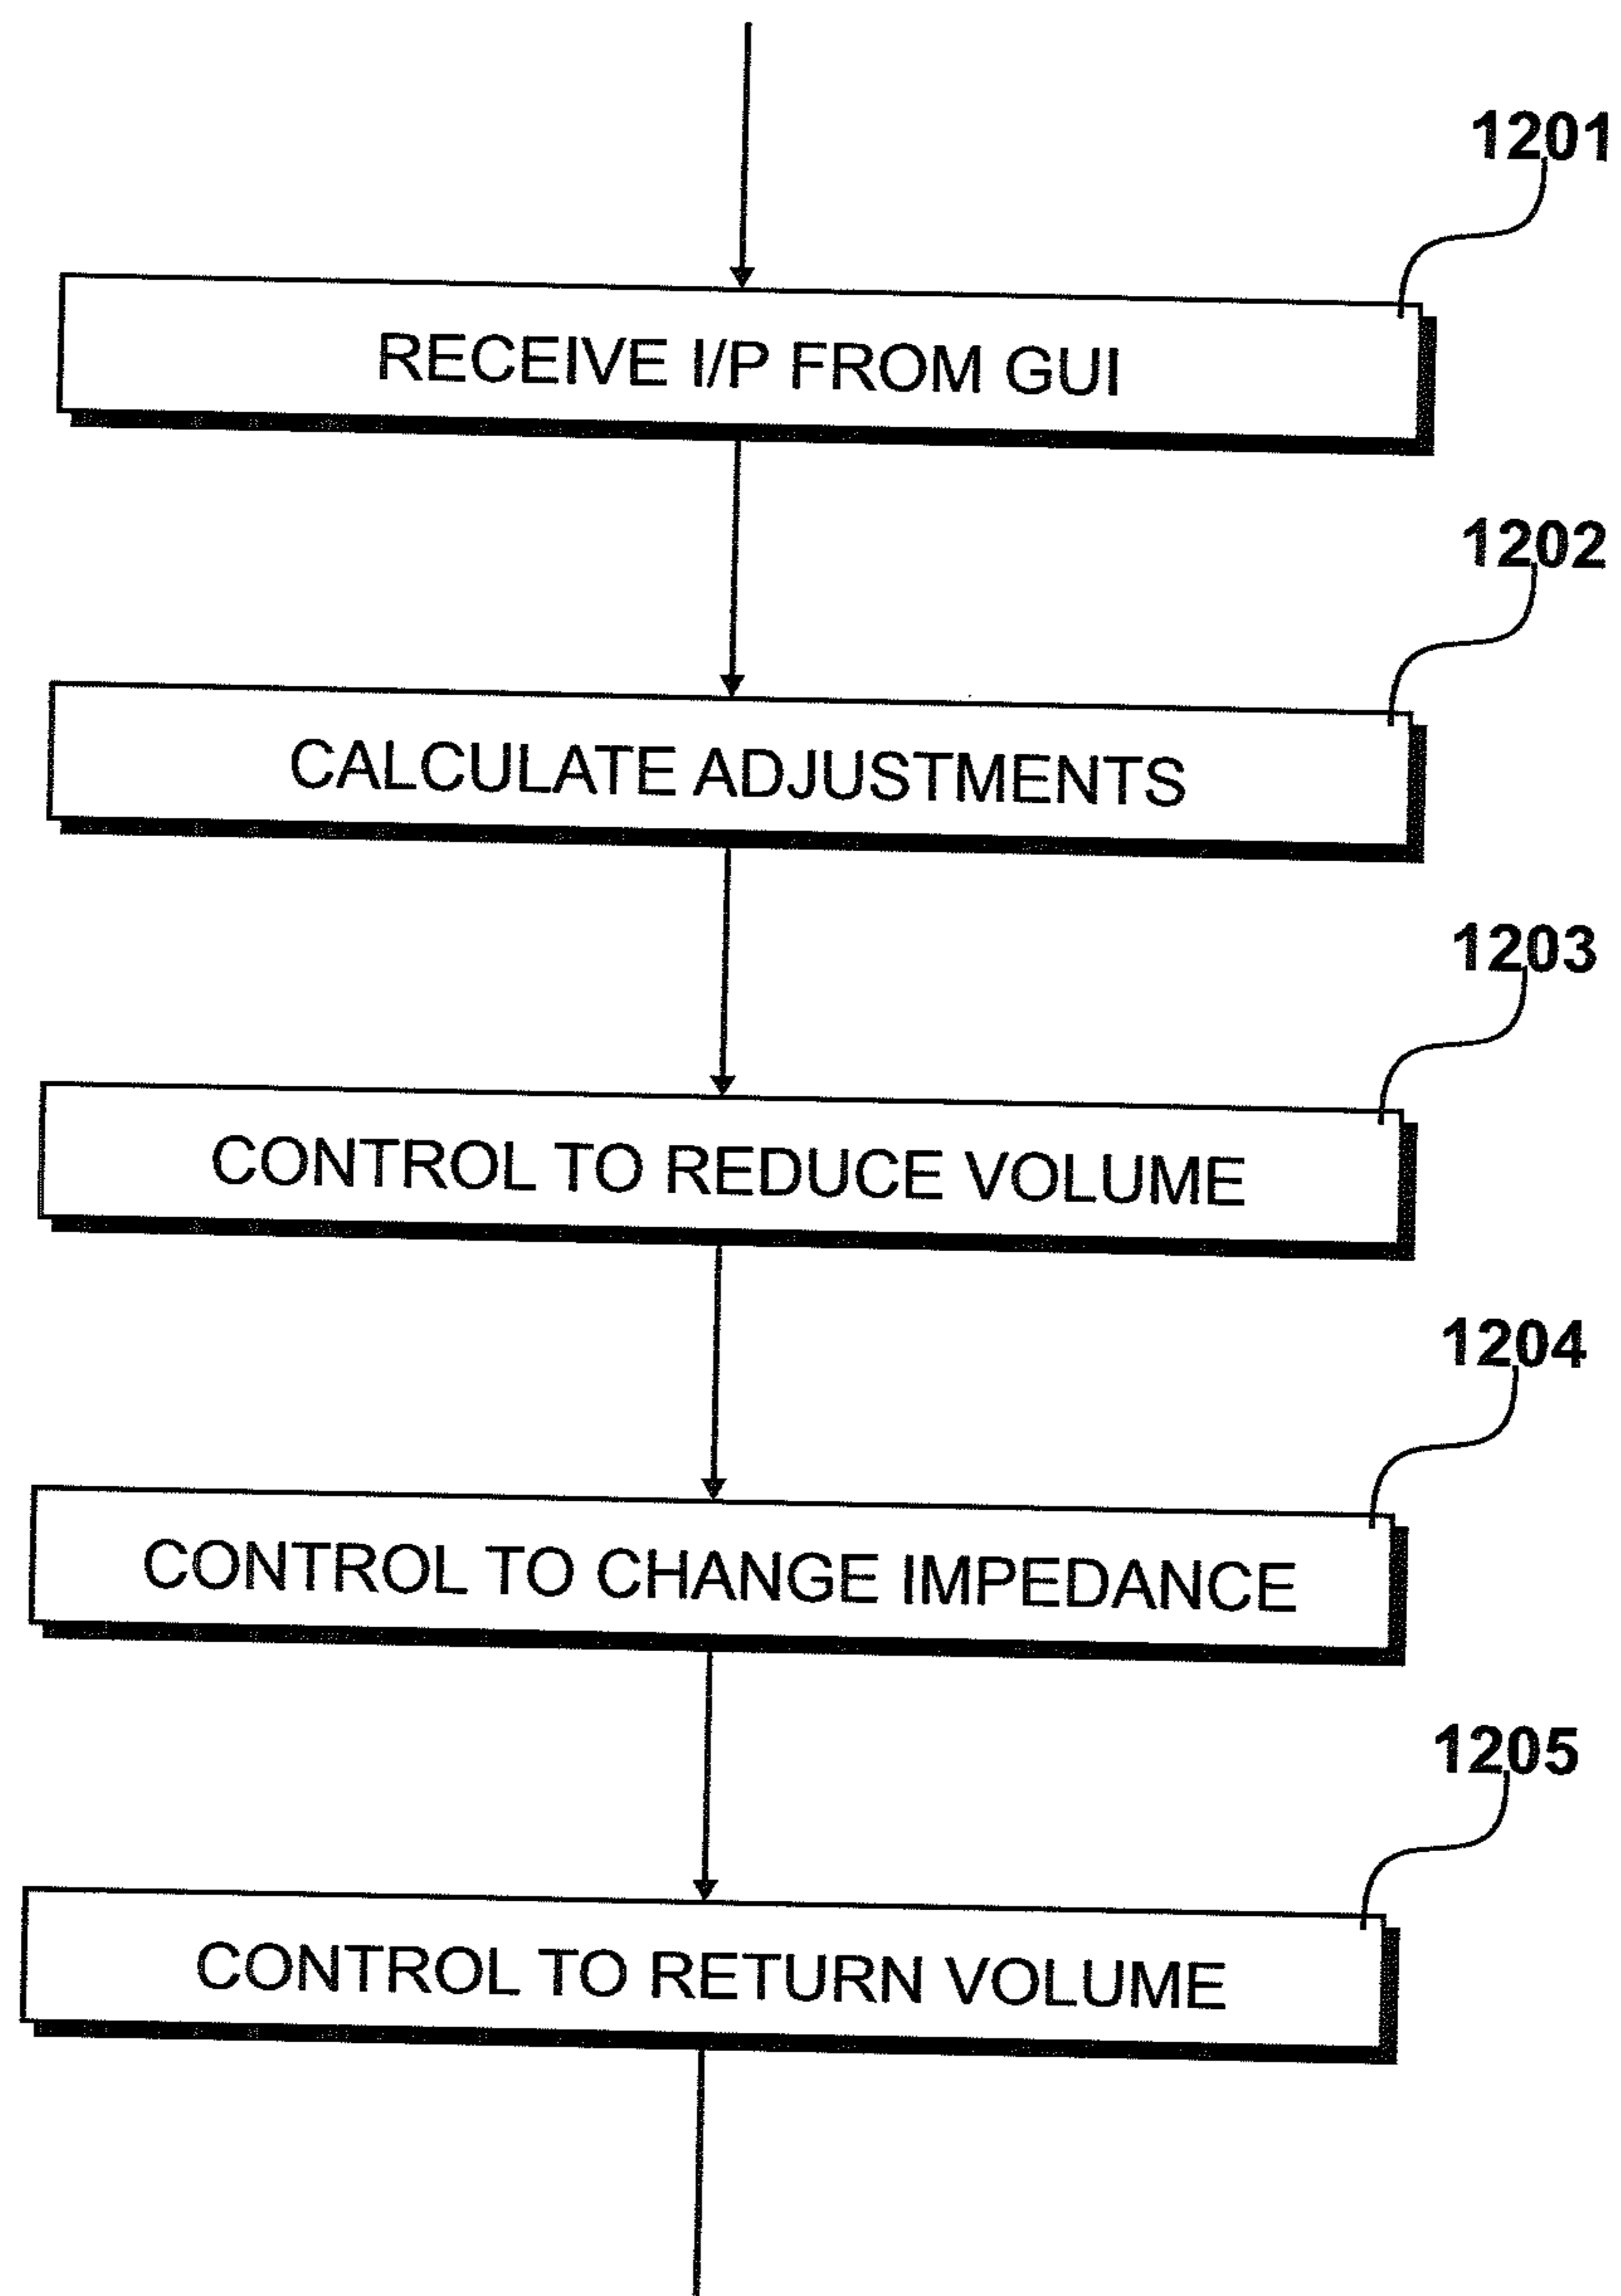 1201
RECEIVE I/P FROM GUI
1202
CALCULATE ADJUSTMENTS
1203
CONTROL TO REDUCE VOLUME
1204
CONTROL TO CHANGE IMPEDANCE
1205
CONTROL TO RETURN VOLUME